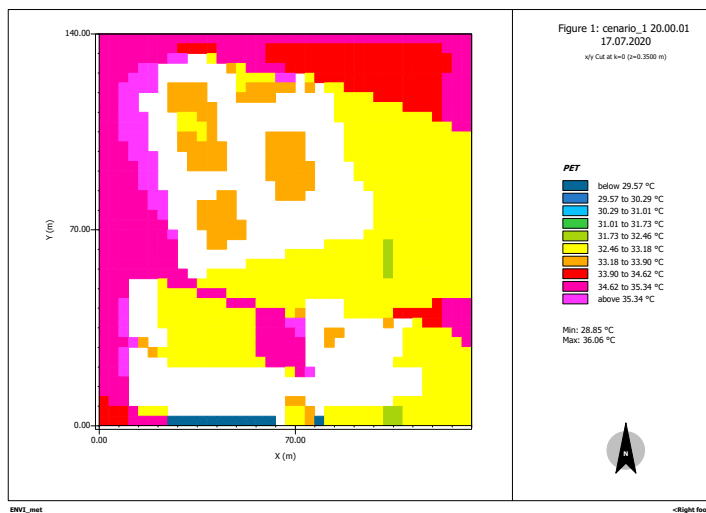 Figure 1: cenario_1 20.00.01
17.07.2020
x/y Cut at k=0 (z=0.3500 m)
140.00
70.00
0.00
Y (m)
0.00
70.00
X (m)
PET
below 29.57 °C
29.57 to 30.29 °C
30.29 to 31.01 °C
31.01 to 31.73 °C
31.73 to 32.46 °C
32.46 to 33.18 °C
33.18 to 33.90 °C
33.90 to 34.62 °C
34.62 to 35.34 °C
above 35.34 °C
Min: 28.85 °C
Max: 36.06 °C
N
ENVI_met
<Right foo